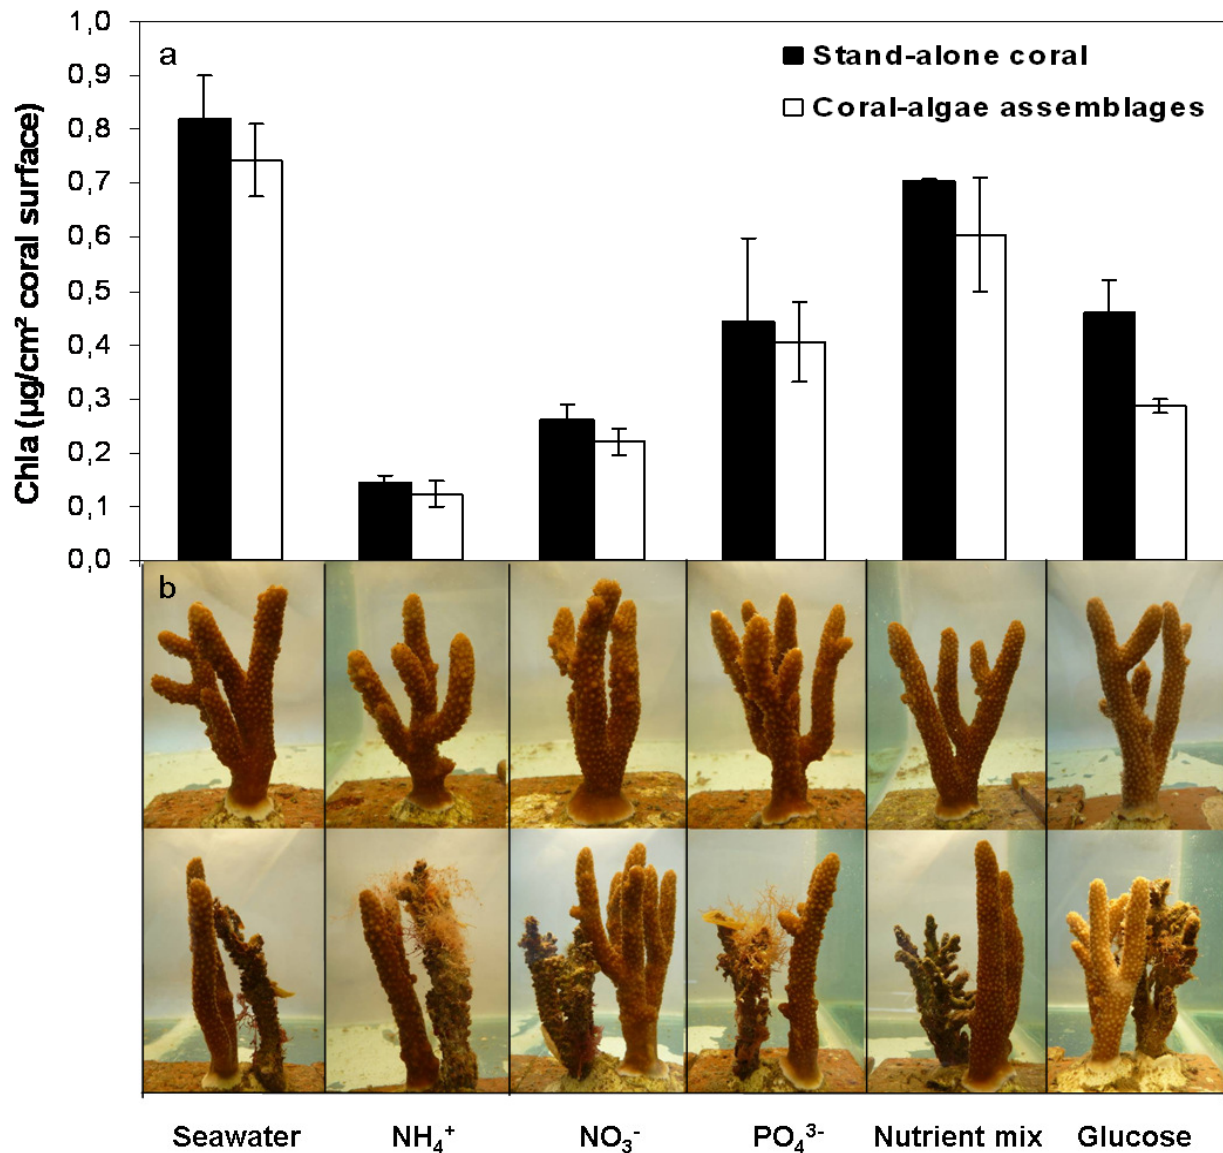 a
Stand-alone coral
Coral-algae assemblages
Chla (µg/cm² coral surface)
1,0
0,9
0,8
0,7
0,6
0,5
0,4
0,3
0,2
0,1
0,0
b
Seawater NH₄⁺ NO₃⁻ PO₄³⁻ Nutrient mix Glucose